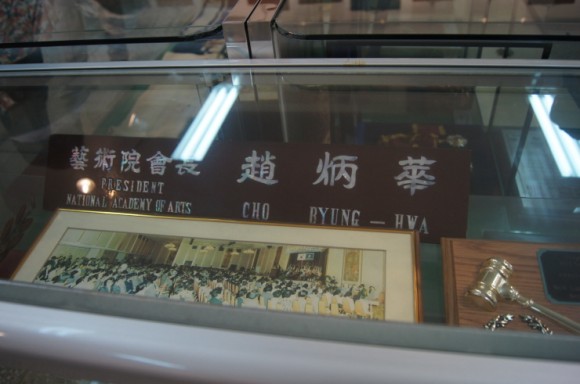 藝術院會長 趙炳華
PRESIDENT
NATIONAL ACADEMY OF ARTS CHO BYUNG-HWA